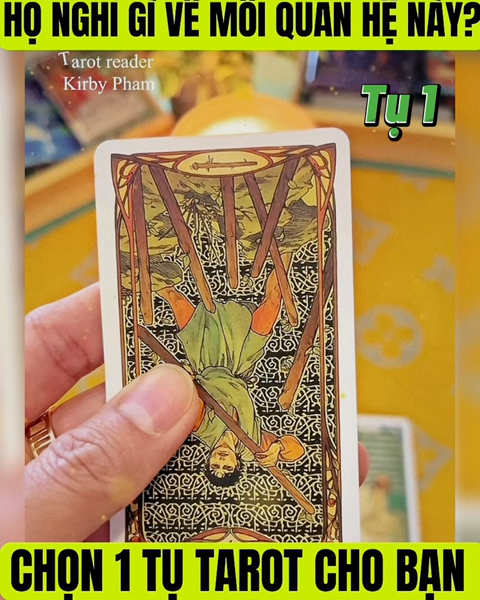 HỌ NGHĨ GÌ VỀ MỐI QUAN HỆ NÀY?
Tarot reader
Kirby Pham
Tụ 1
CHỌN 1 TỤ TAROT CHO BẠN